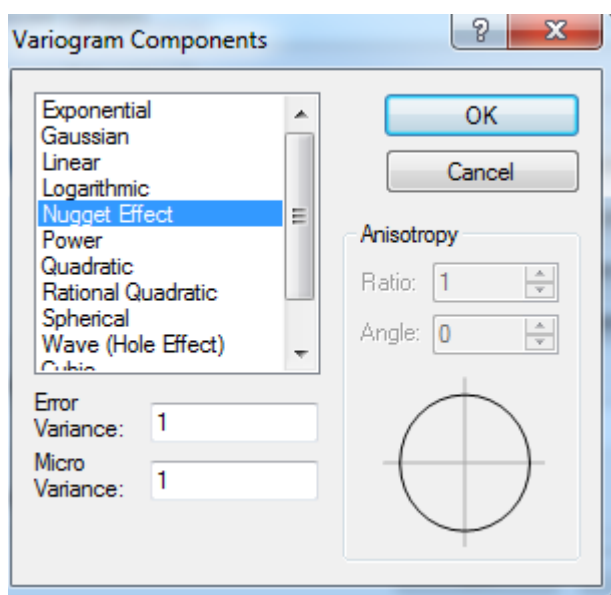 Variogram Components
?
X
Exponential
Gaussian
Linear
Logarithmic
Nugget Effect
Power
Quadratic
Rational Quadratic
Spherical
Wave (Hole Effect)
Cubic
Error
Variance: 1
Micro
Variance: 1
OK
Cancel
Anisotropy
Ratio: 1
Angle: 0